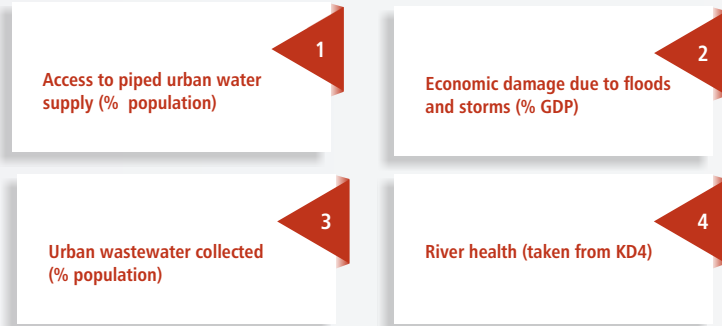 1
Access to piped urban water
supply (% population)
2
Economic damage due to floods
and storms (% GDP)
3
Urban wastewater collected
(% population)
4
River health (taken from KD4)